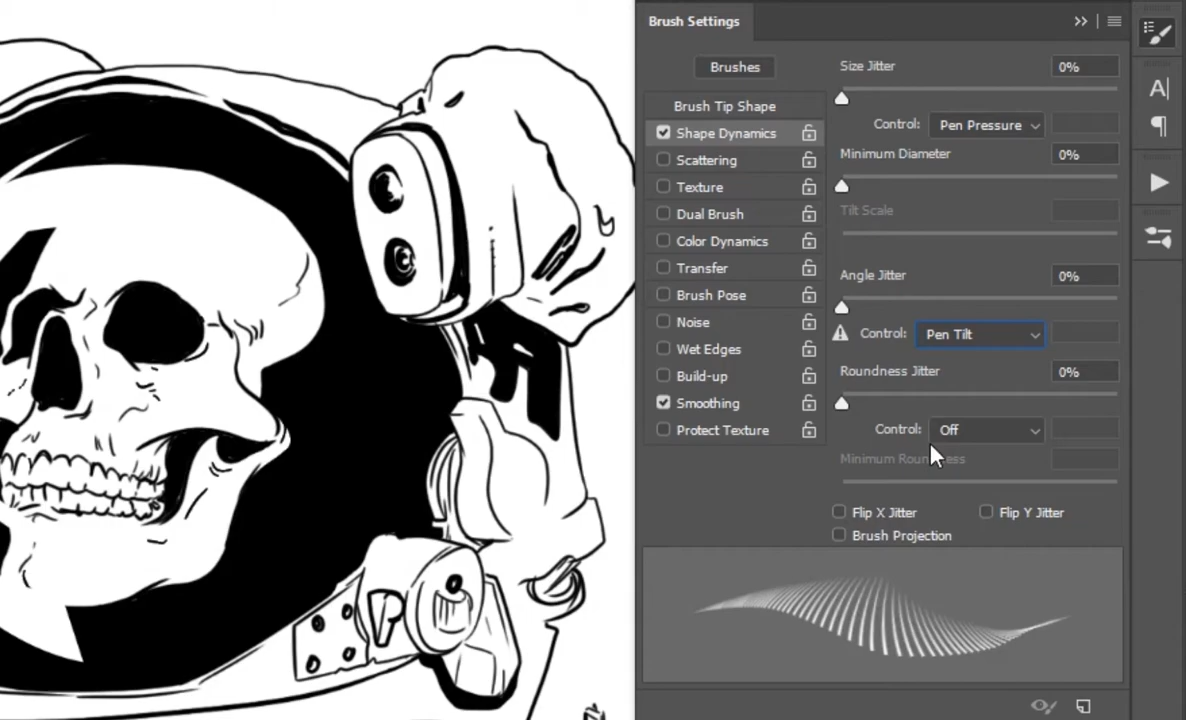 Brush Settings
Brushes
Brush Tip Shape
Shape Dynamics
Scattering
Texture
Dual Brush
Color Dynamics
Transfer
Brush Pose
Noise
Wet Edges
Build-up
Smoothing
Protect Texture
Size Jitter 0%
Control: Pen Pressure
Minimum Diameter 0%
Tilt Scale
Angle Jitter 0%
Control: Pen Tilt
Roundness Jitter 0%
Control: Off
Minimum
Flip X Jitter Flip Y Jitter
Brush Projection
A